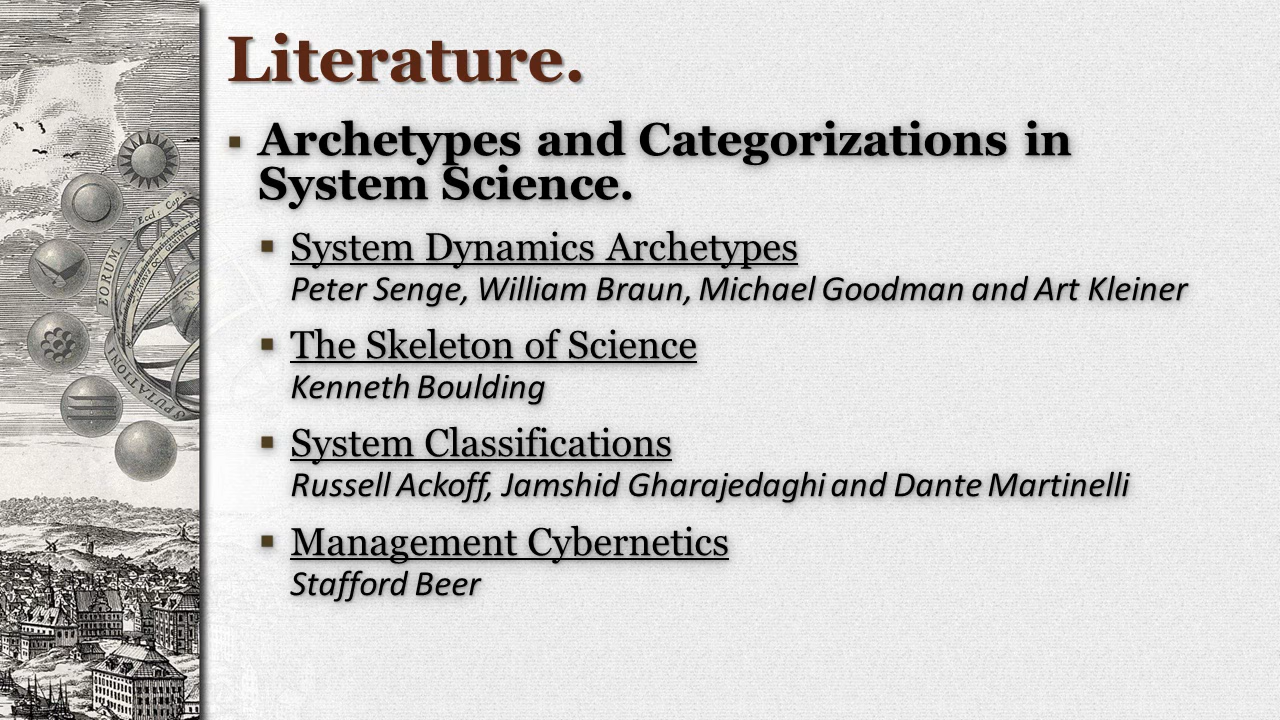 Literature.
Archetypes and Categorizations in
System Science.
System Dynamics Archetypes
Peter Senge, William Braun, Michael Goodman and Art Kleiner
The Skeleton of Science
Kenneth Boulding
System Classifications
Russell Ackoff, Jamshid Gharajedaghi and Dante Martinelli
Management Cybernetics
Stafford Beer
EORUM.
SPUTATIONI